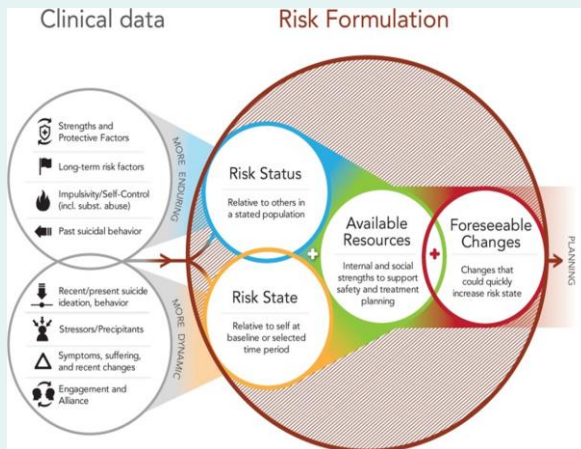 Clinical data
Risk Formulation
Strengths and
Protective Factors
Long-term risk factors
Impulsivity/Self-Control
(incl. subst. abuse)
Past suicidal behavior
MORE ENDURING
Recent/present suicide
ideation, behavior
Stressors/Precipitants
Symptoms, suffering,
and recent changes
Engagement and
Alliance
MORE DYNAMIC
Risk Status
Relative to others in
a stated population
Risk State
Relative to self at
baseline or selected
time period
+
Available
Resources
Internal and social
strengths to support
safety and treatment
planning
+
Foreseeable
Changes
Changes that
could quickly
increase risk state
PLANNING